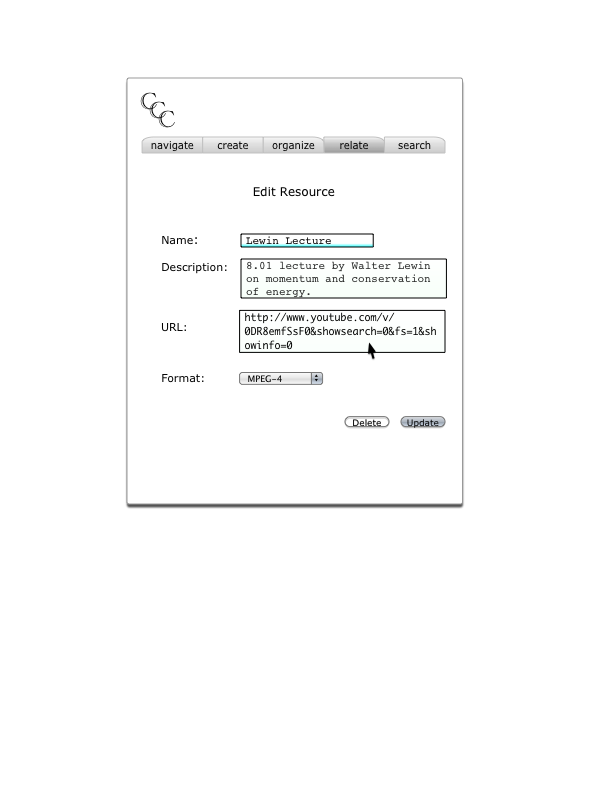 CCC
navigate create organize relate search
Edit Resource
Name: Lewin Lecture
Description: 8.01 lecture by Walter Lewin
on momentum and conservation
of energy.
URL: http://www.youtube.com/v/
0DR8emfSsF0&showsearch=0&fs=1&sh
owinfo=0
Format: MPEG-4
Delete Update